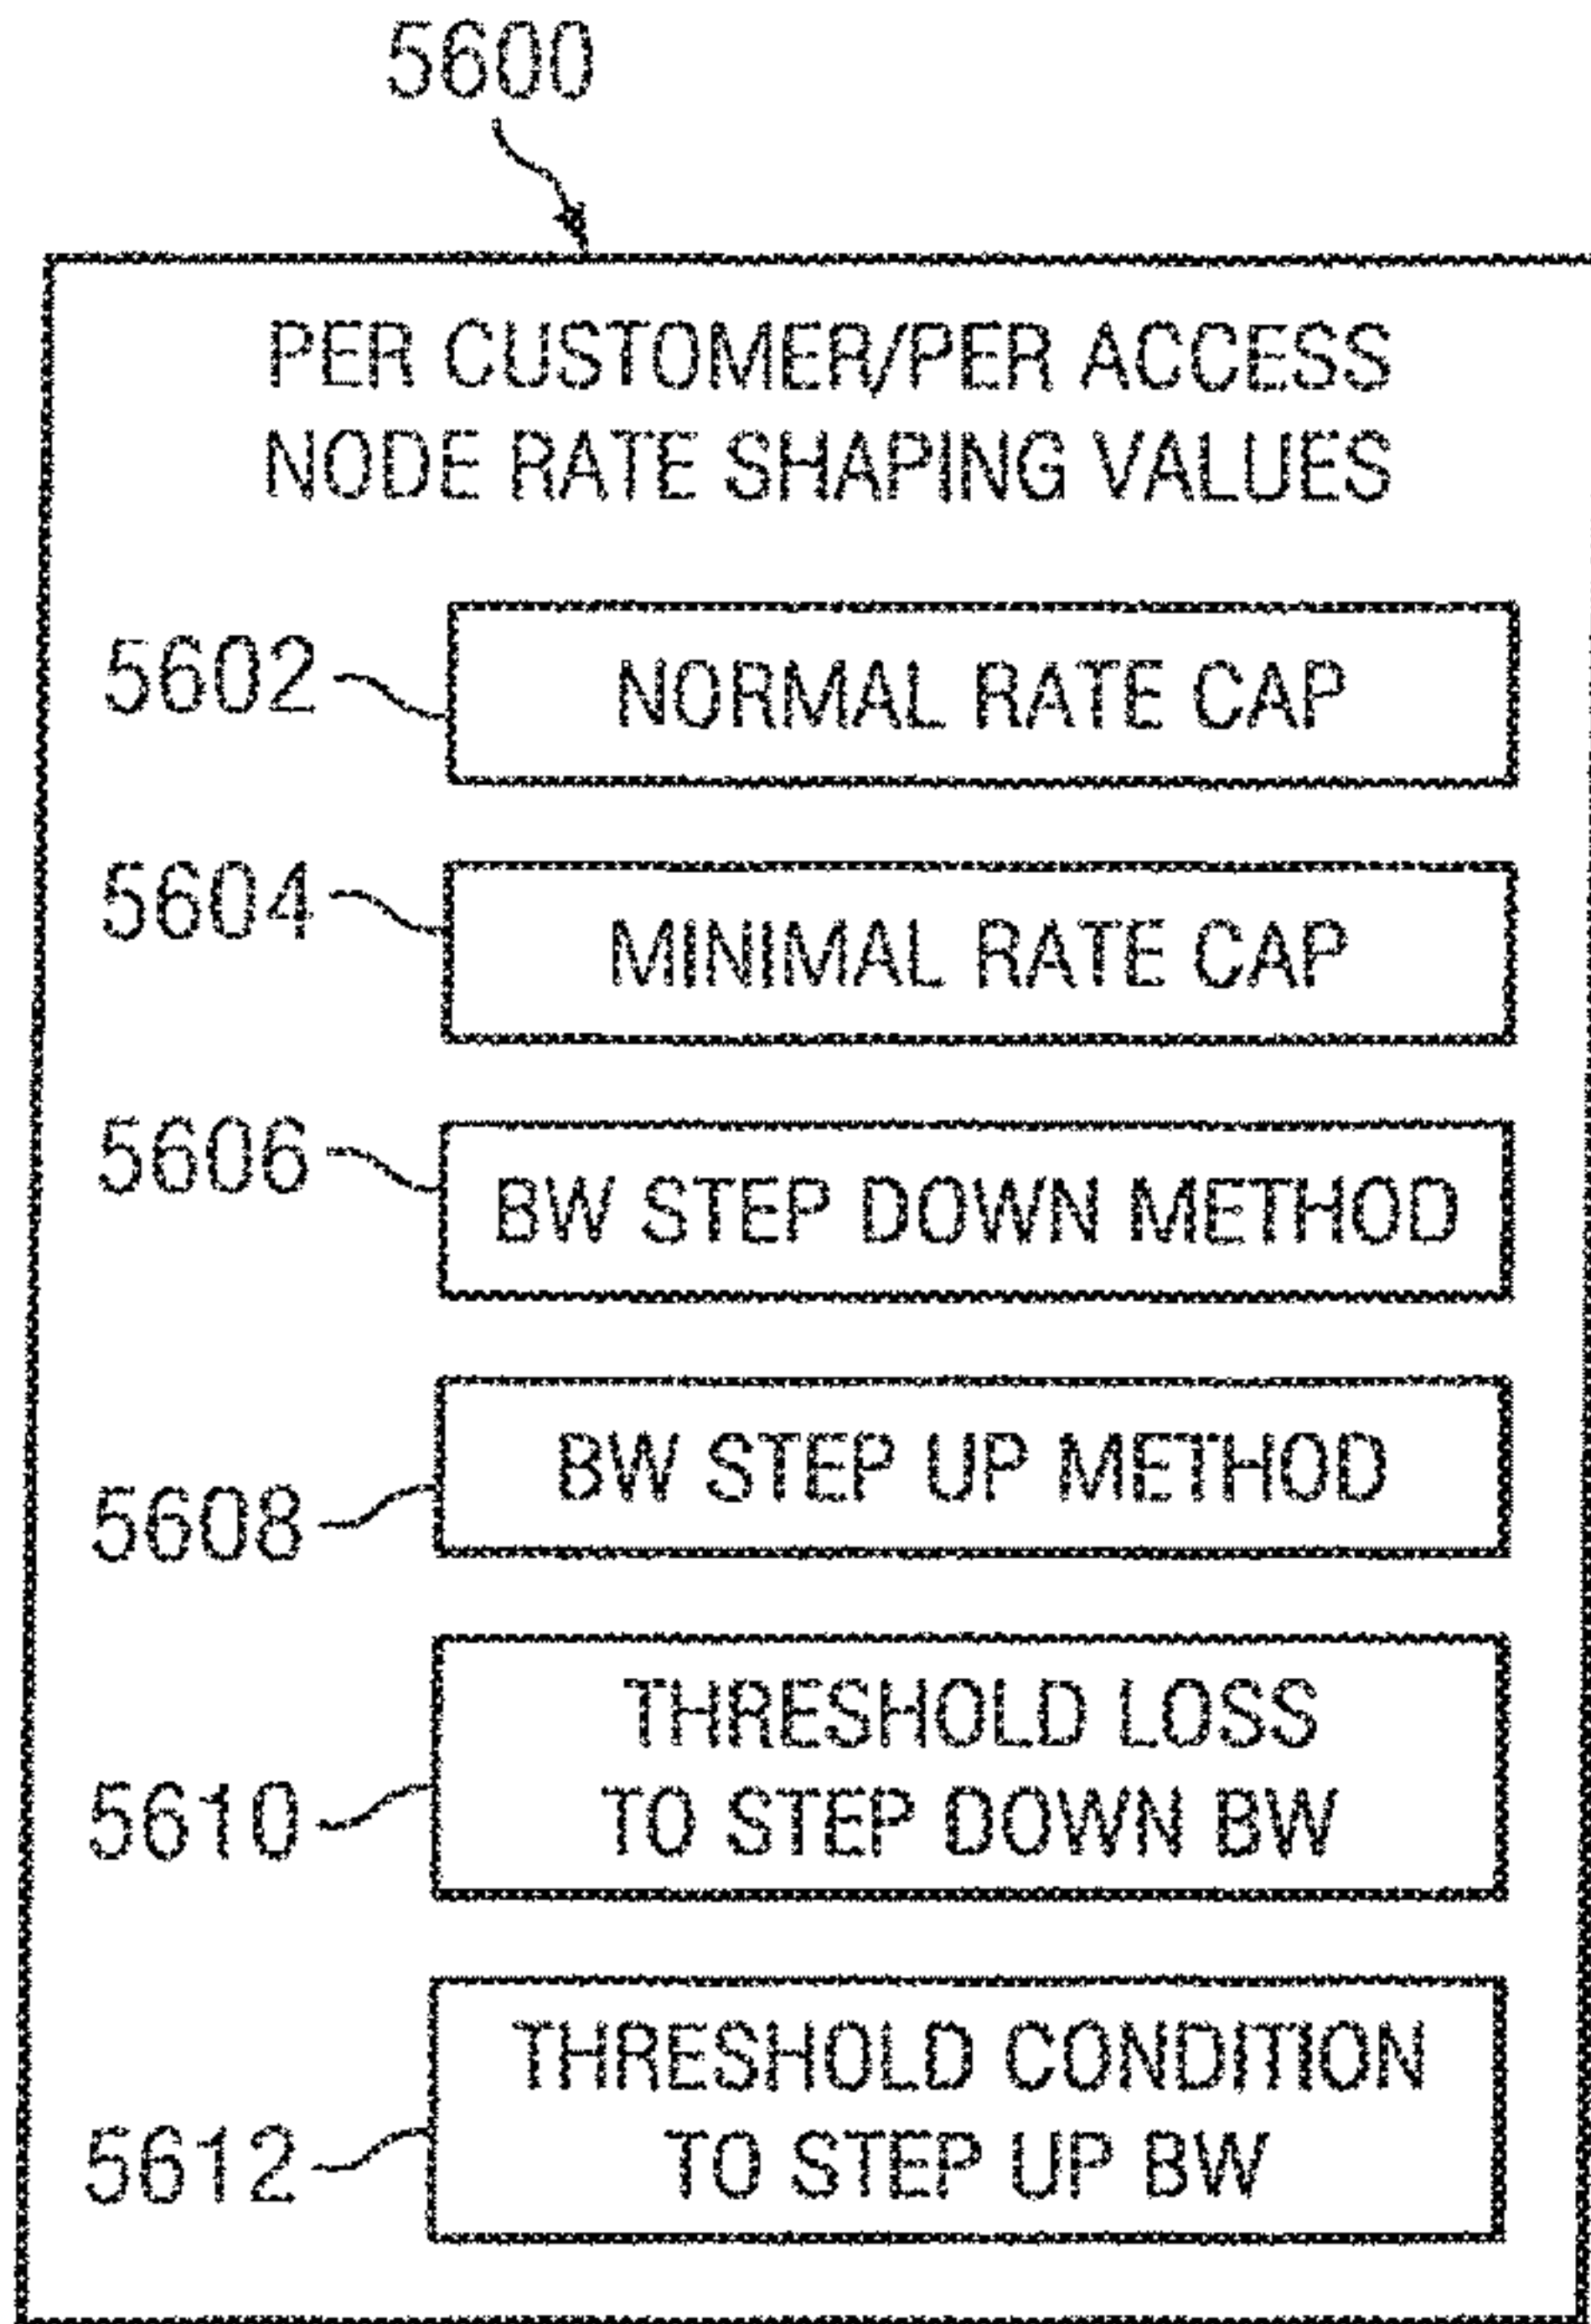 5600
PER CUSTOMER/PER ACCESS
NODE RATE SHAPING VALUES
5602
NORMAL RATE CAP
5604
MINIMAL RATE CAP
5606
BW STEP DOWN METHOD
5608
BW STEP UP METHOD
5610
THRESHOLD LOSS
TO STEP DOWN BW
5612
THRESHOLD CONDITION
TO STEP UP BW